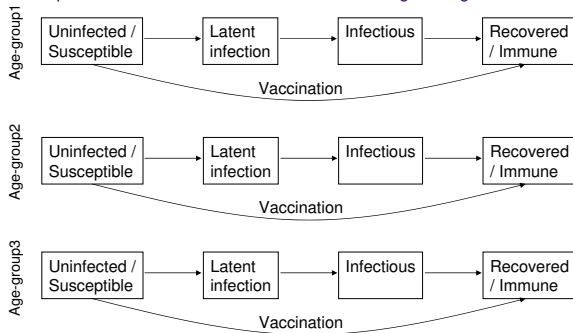 Age-group1
Uninfected /
Susceptible
Latent
infection
Infectious
Recovered
/ Immune
Vaccination
Age-group2
Uninfected /
Susceptible
Latent
infection
Infectious
Recovered
/ Immune
Vaccination
Age-group3
Uninfected /
Susceptible
Latent
infection
Infectious
Recovered
/ Immune
Vaccination